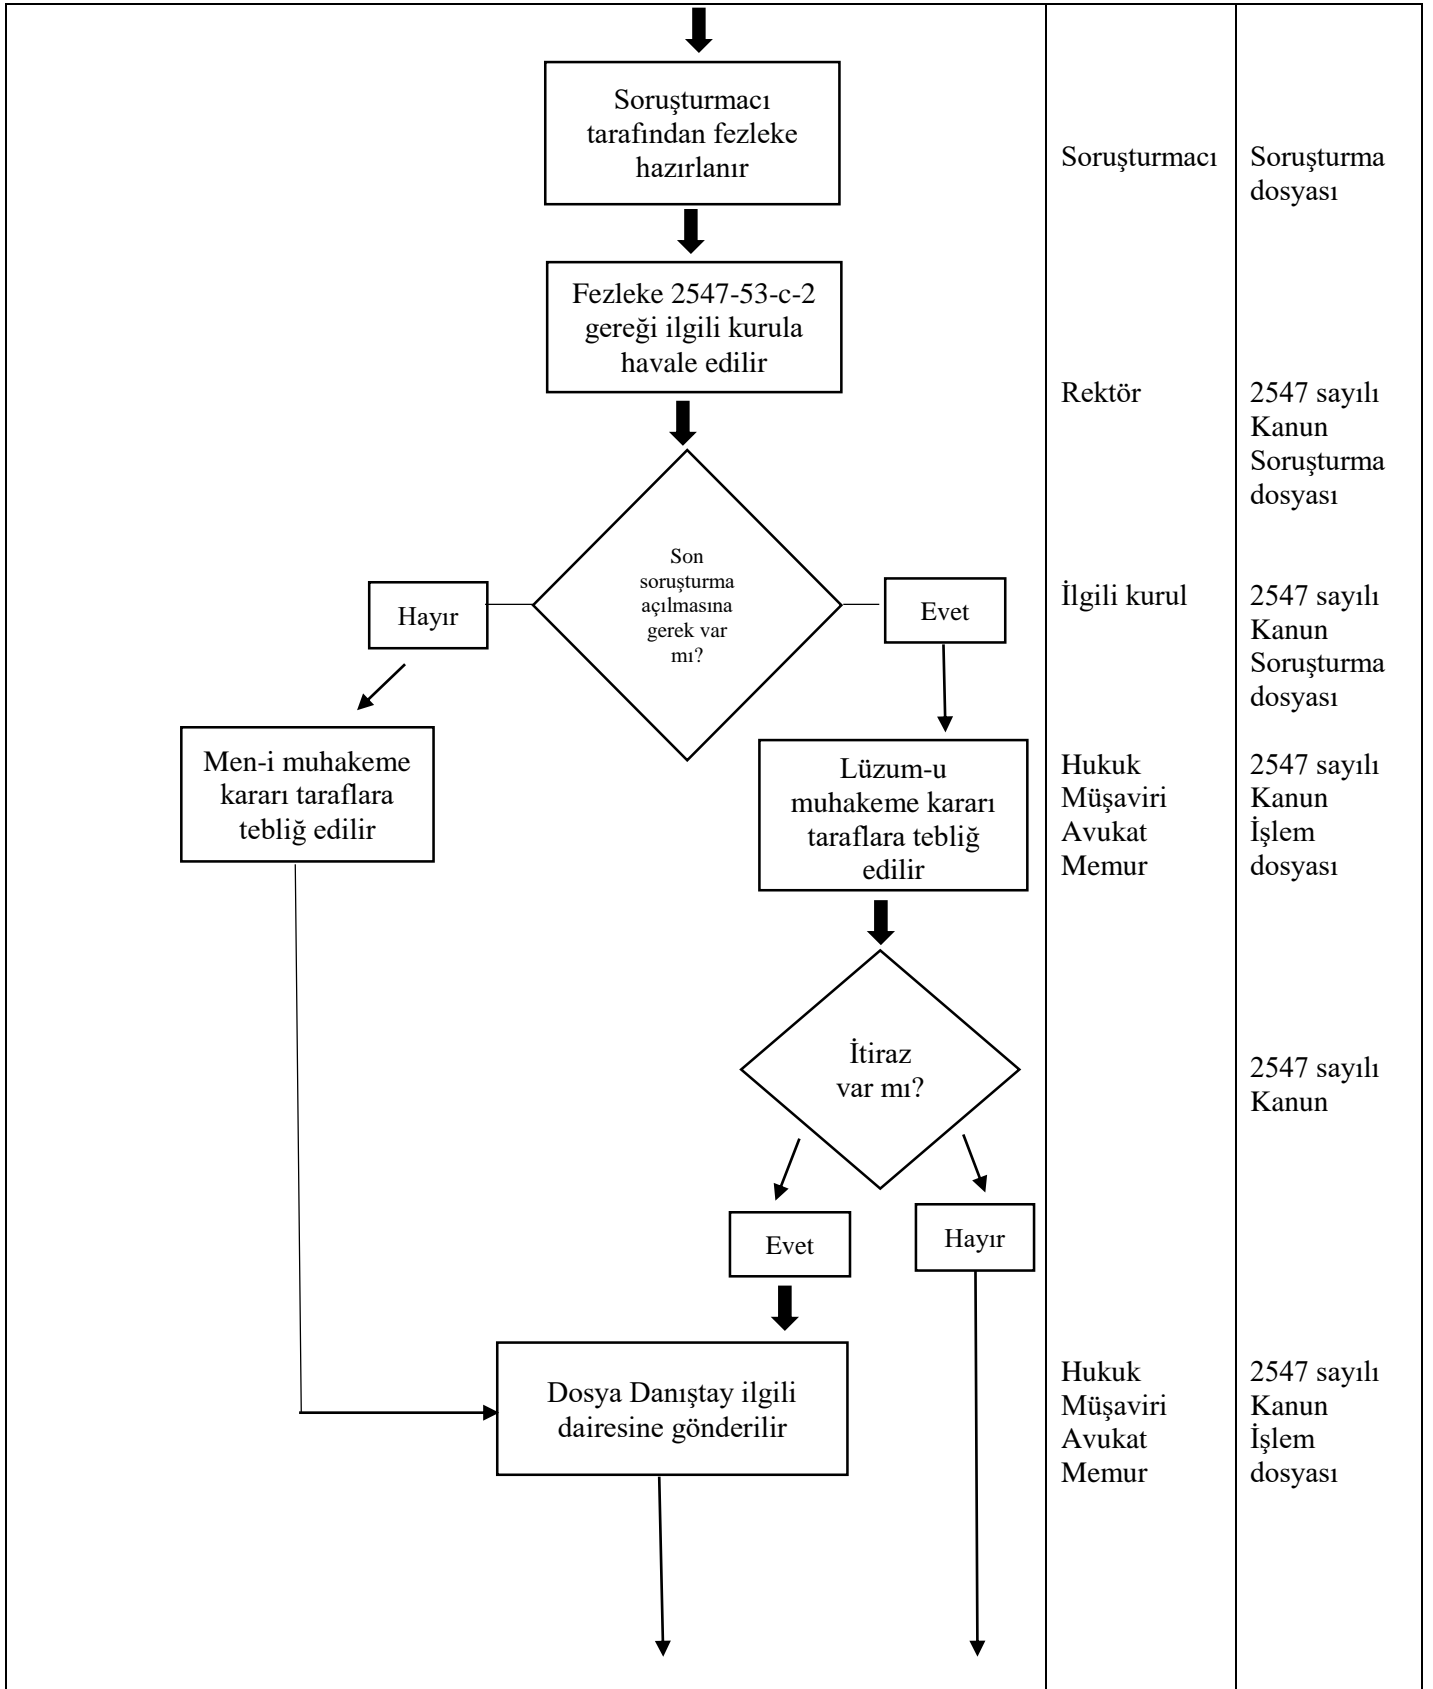 Soruşturmacı
tarafından fezleke
hazırlanır
Soruşturmacı
Soruşturma
dosyası
Fezleke 2547-53-c-2
gereği ilgili kurula
havale edilir
Rektör
2547 sayılı
Kanun
Soruşturma
dosyası
Son
soruşturma
açılmasına
gerek var
mı?
Hayır
Evet
İlgili kurul
2547 sayılı
Kanun
Soruşturma
dosyası
Men-i muhakeme
kararı taraflara
tebliğ edilir
Lüzum-u
muhakeme kararı
taraflara tebliğ
edilir
Hukuk
Müşaviri
Avukat
Memur
2547 sayılı
Kanun
İşlem
dosyası
İtiraz
var mı?
2547 sayılı
Kanun
Evet
Hayır
Dosya Danıştay ilgili
dairesine gönderilir
Hukuk
Müşaviri
Avukat
Memur
2547 sayılı
Kanun
İşlem
dosyası